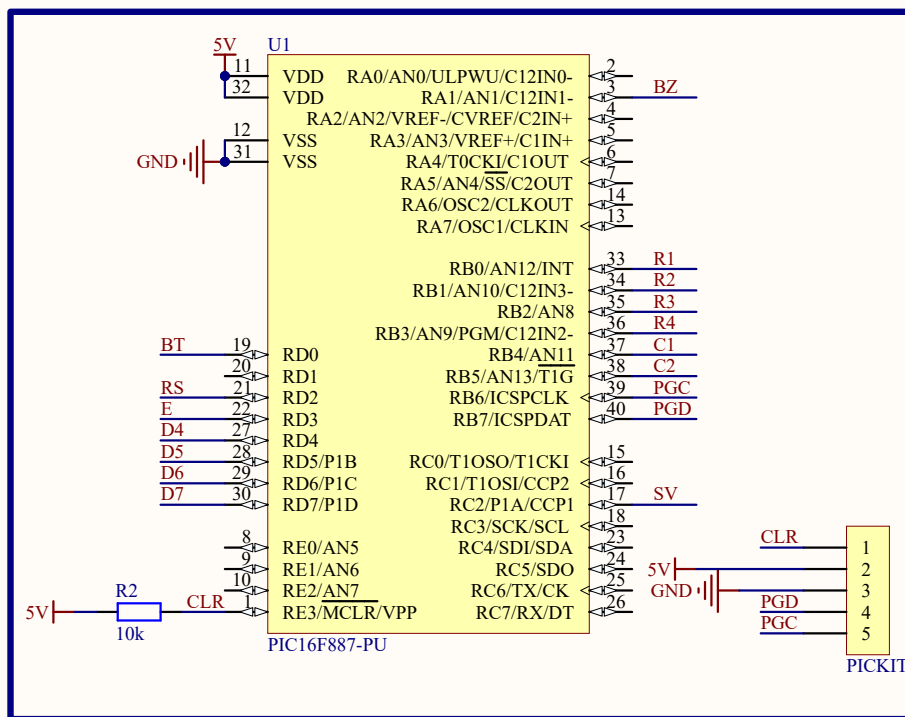 5V
U1
11 VDD
32 VDD
12 VSS
GND 31 VSS
BT 19 RD0
20 RD1
RS 21 RD2
E 22 RD3
D4 27 RD4
D5 28 RD5/P1B
D6 29 RD6/P1C
D7 30 RD7/P1D
8 RE0/AN5
9 RE1/AN6
10 RE2/AN7
5V R2 10k CLR 1 RE3/MCLR/VPP
RA0/AN0/ULPWU/C12IN0- 2
RA1/AN1/C12IN1- 3 BZ
RA2/AN2/VREF-/CVREF/C2IN+ 4
RA3/AN3/VREF+/C1IN+ 5
RA4/T0CKI/C1OUT 6
RA5/AN4/SS/C2OUT 7
RA6/OSC2/CLKOUT 14
RA7/OSC1/CLKIN 13
RB0/AN12/INT 33 R1
RB1/AN10/C12IN3- 34 R2
RB2/AN8 35 R3
RB3/AN9/PGM/C12IN2- 36 R4
RB4/AN11 37 C1
RB5/AN13/T1G 38 C2
RB6/ICSPCLK 39 PGC
RB7/ICSPDAT 40 PGD
RC0/T1OSO/T1CKI 15
RC1/T1OSI/CCP2 16
RC2/P1A/CCP1 17 SV
RC3/SCK/SCL 18
RC4/SDI/SDA 23
RC5/SDO 24
RC6/TX/CK 25
RC7/RX/DT 26
PIC16F887-PU
CLR 1
5V 2
GND 3
PGD 4
PGC 5
PICKIT